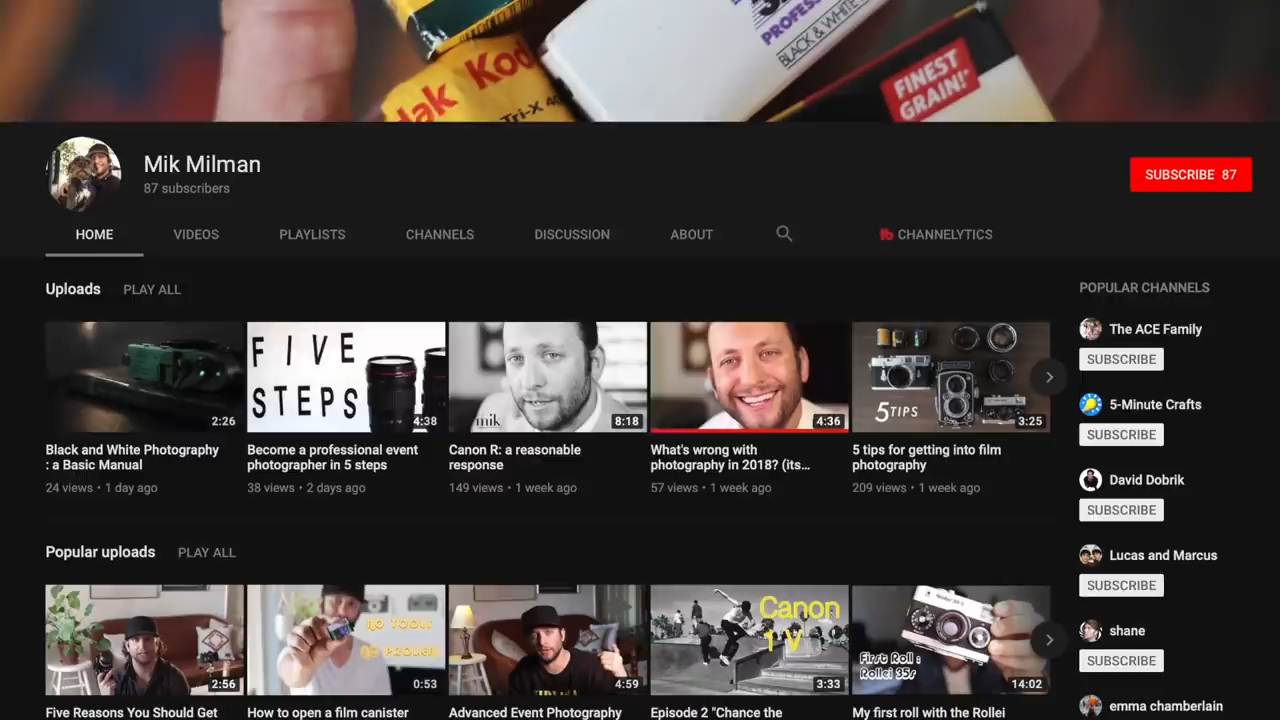 PROFESS
BLACK & WHITE
Kodak
Tri-X 40
FINEST
GRAIN!*
Mik Milman
87 subscribers
SUBSCRIBE 87
HOME
VIDEOS
PLAYLISTS
CHANNELS
DISCUSSION
ABOUT
CHANNELYTICS
Uploads
PLAY ALL
POPULAR CHANNELS
FIVE
STEPS
mik
5 TIPS
2:26
4:38
8:18
4:36
3:25
Black and White Photography
: a Basic Manual
24 views • 1 day ago
Become a professional event
photographer in 5 steps
38 views • 2 days ago
Canon R: a reasonable
response
149 views • 1 week ago
What's wrong with
photography in 2018? (its...
57 views • 1 week ago
5 tips for getting into film
photography
209 views • 1 week ago
The ACE Family
SUBSCRIBE
5-Minute Crafts
SUBSCRIBE
David Dobrik
SUBSCRIBE
Lucas and Marcus
SUBSCRIBE
shane
SUBSCRIBE
emma chamberlain
Popular uploads
PLAY ALL
NO TOOLS
Canon
1 V
First Roll :
Rollei 35s
2:56
0:53
4:59
3:33
14:02
Five Reasons You Should Get
How to open a film canister
Advanced Event Photography
Episode 2 "Chance the
My first roll with the Rollei